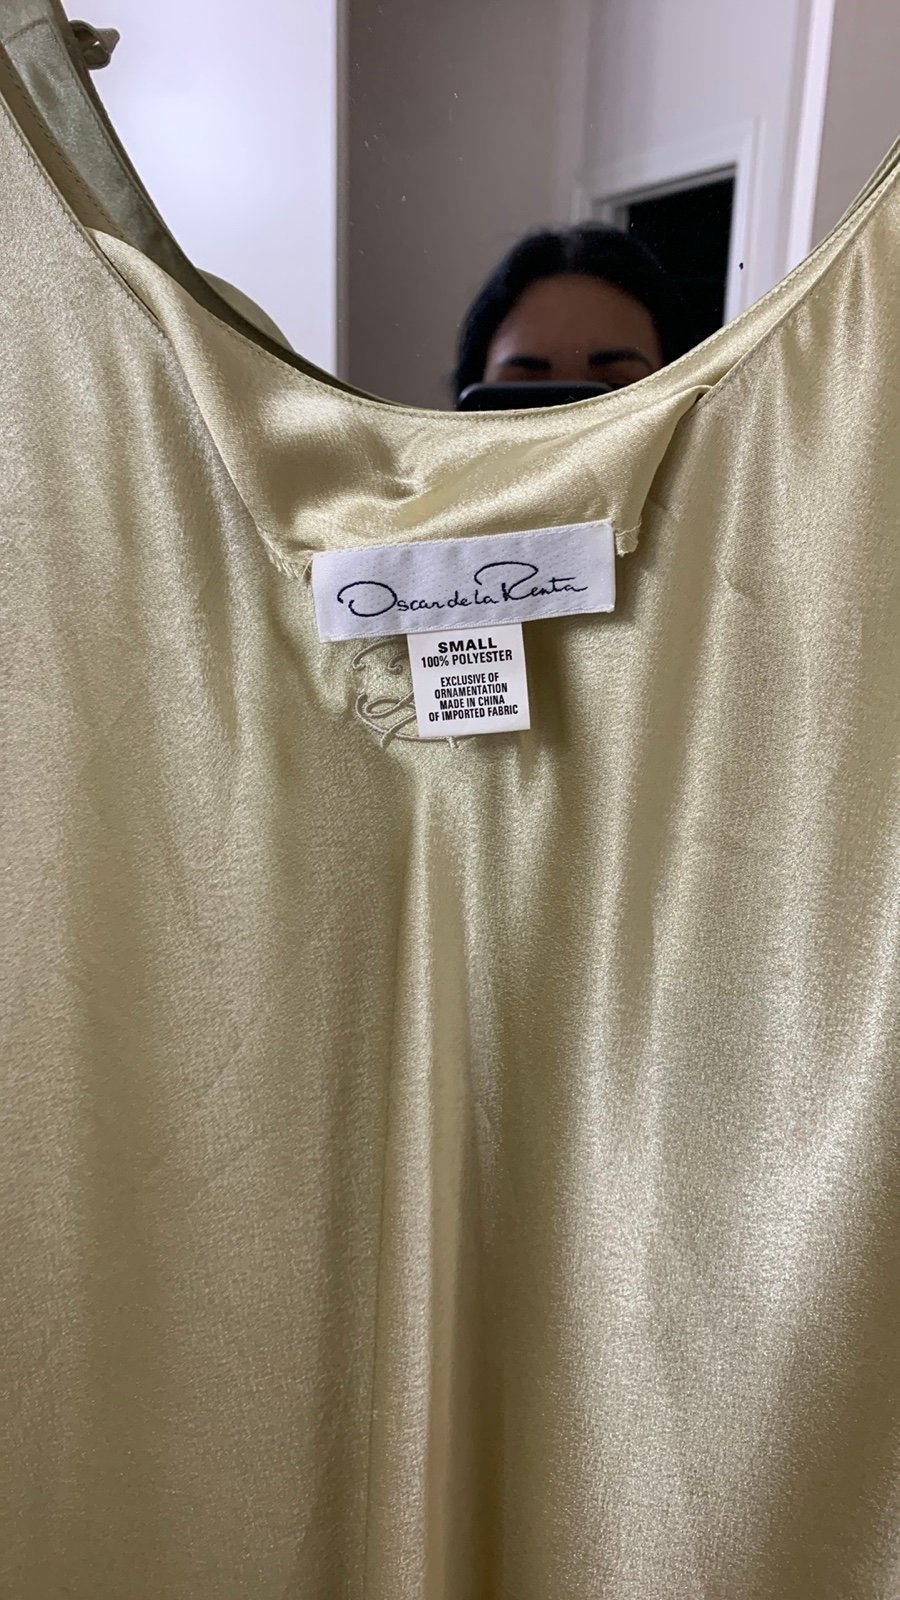 Oscar de la Renta
SMALL
100% POLYESTER
EXCLUSIVE OF
ORNAMENTATION
MADE IN CHINA
OF IMPORTED FABRIC